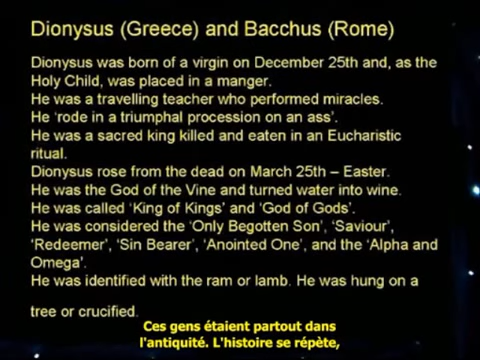 Dionysus (Greece) and Bacchus (Rome)
Dionysus was born of a virgin on December 25th and, as the
Holy Child, was placed in a manger.
He was a travelling teacher who performed miracles.
He ‘rode in a triumphal procession on an ass’.
He was a sacred king killed and eaten in an Eucharistic
ritual.
Dionysus rose from the dead on March 25th – Easter.
He was the God of the Vine and turned water into wine.
He was called ‘King of Kings’ and ‘God of Gods’.
He was considered the ‘Only Begotten Son’, ‘Saviour’,
‘Redeemer’, ‘Sin Bearer’, ‘Anointed One’, and the ‘Alpha and
Omega’.
He was identified with the ram or lamb. He was hung on a
tree or crucified.
Ces gens étaient partout dans
l'antiquité. L'histoire se répète,